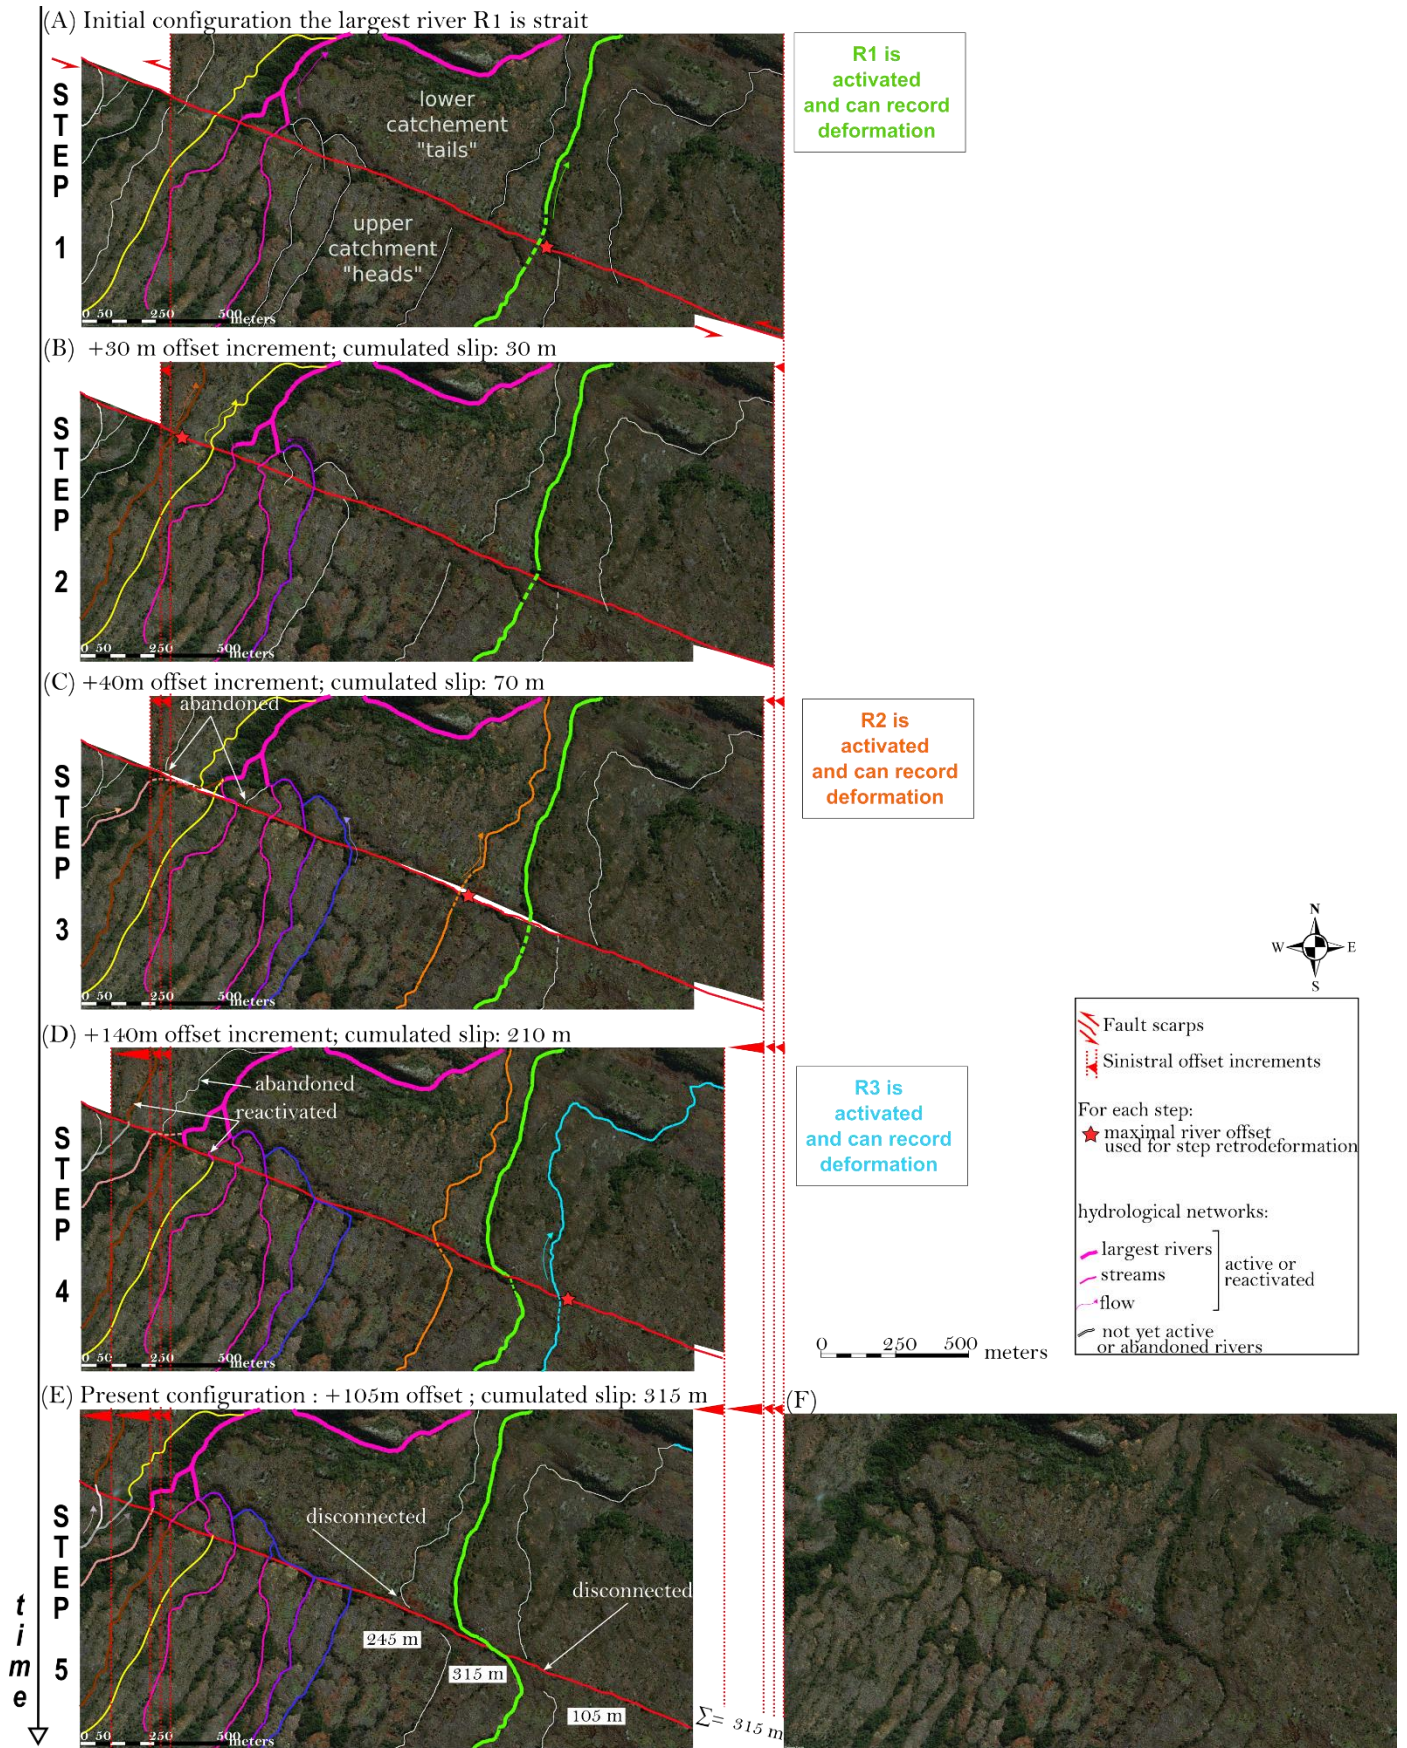 (A) Initial configuration the largest river R1 is strait
R1 is
activated
and can record
deformation
STEP
1
lower
catchement
"tails"
upper
catchment
"heads"
0 50 250 500
meters
(B) +30 m offset increment; cumulated slip: 30 m
STEP
2
0 50 250 500
meters
(C) +40m offset increment; cumulated slip: 70 m
abandoned
R2 is
activated
and can record
deformation
STEP
3
0 50 250 500
meters
(D) +140m offset increment; cumulated slip: 210 m
abandoned
reactivated
R3 is
activated
and can record
deformation
STEP
4
0 50 250 500
meters
N
W E
S
Fault scarps
Sinistral offset increments
For each step:
maximal river offset
used for step retrodeformation
hydrological networks:
largest rivers
streams
flow
active or
reactivated
not yet active
or abandoned rivers
0 250 500 meters
(E) Present configuration : +105m offset ; cumulated slip: 315 m
(F)
STEP
5
disconnected
disconnected
245 m
315 m
105 m
Σ= 315 m
0 50 250 500
meters
time